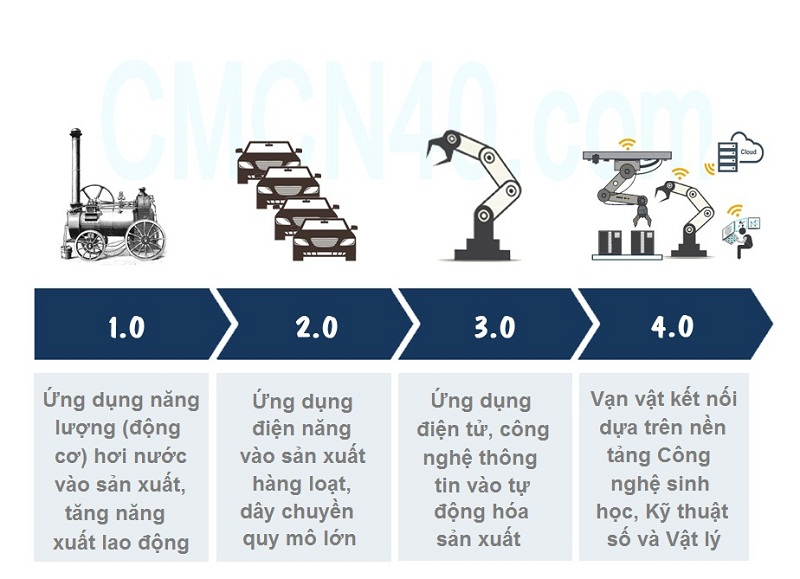 CMCN40.com
Cloud
1.0
2.0
3.0
4.0
Ứng dụng năng
lượng (động
cơ) hơi nước
vào sản xuất,
tăng năng
xuất lao động
Ứng dụng
điện năng
vào sản xuất
hàng loạt,
dây chuyền
quy mô lớn
Ứng dụng
điện tử, công
nghệ thông
tin vào tự
động hóa
sản xuất
Vạn vật kết nối
dựa trên nền
tảng Công
nghệ sinh
học, Kỹ thuật
số và Vật lý